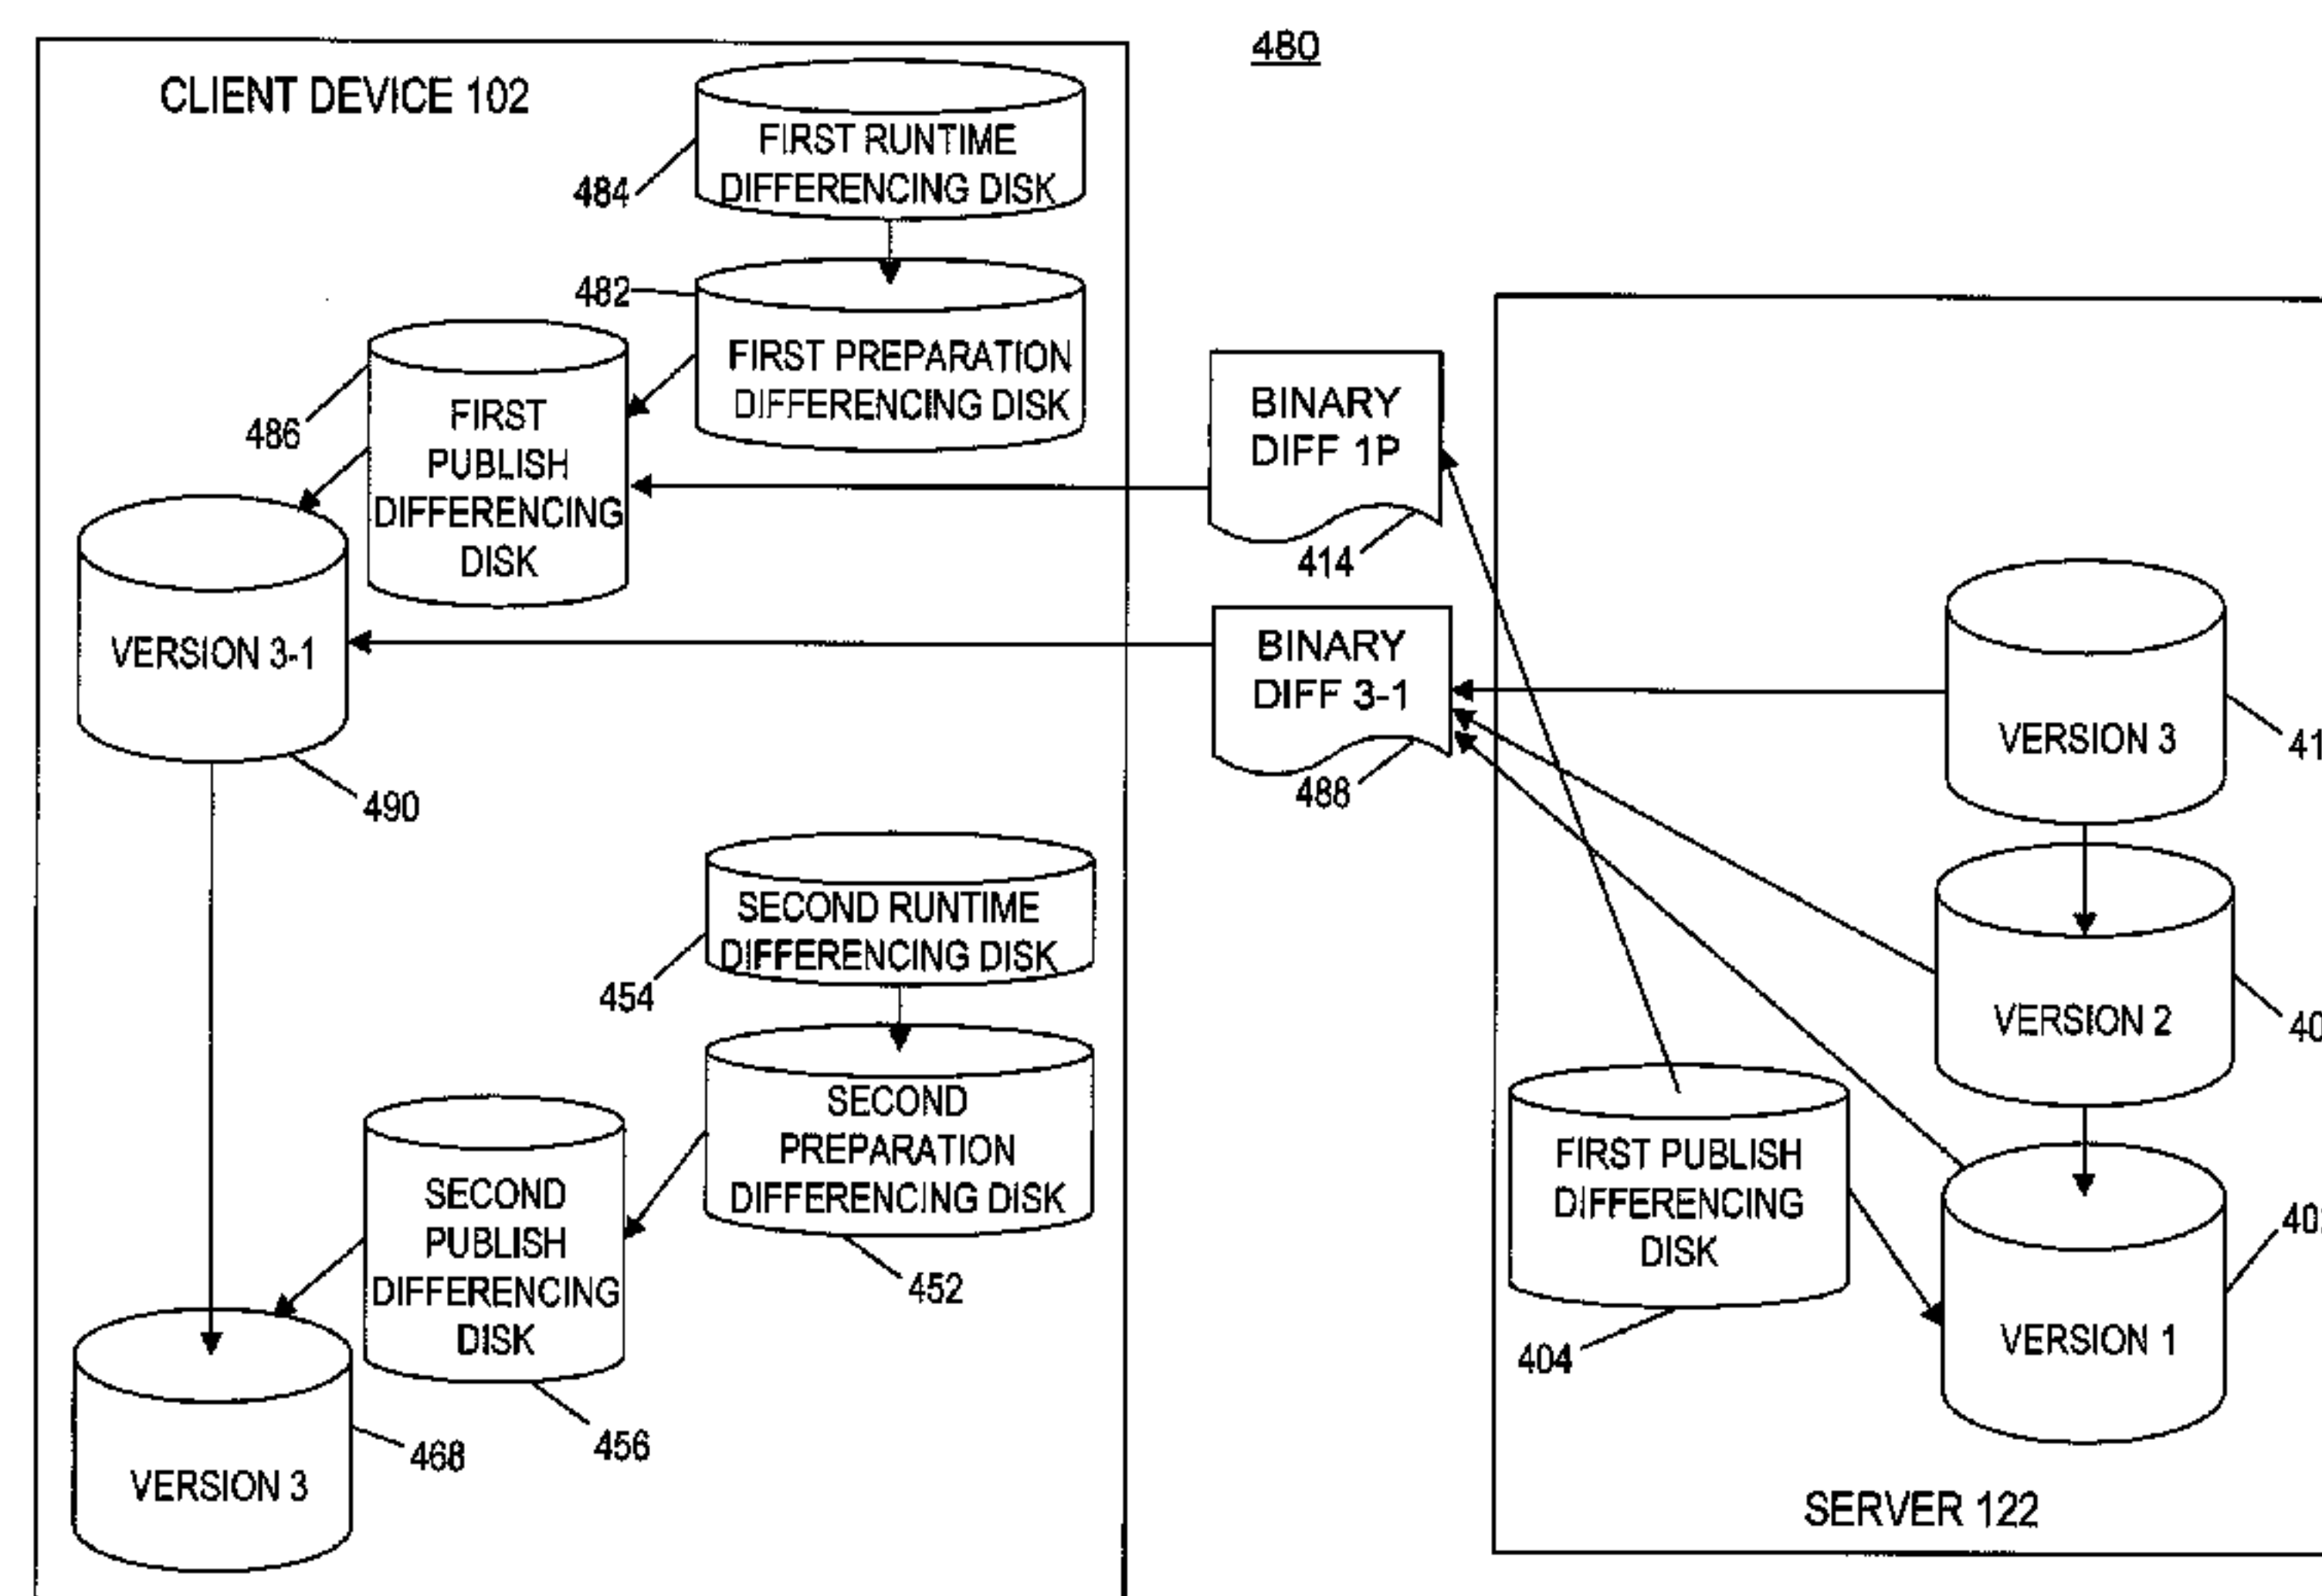 480
CLIENT DEVICE 102
FIRST RUNTIME
DIFFERENCING DISK
484
482
FIRST PREPARATION
DIFFERENCING DISK
486
FIRST
PUBLISH
DIFFERENCING
DISK
BINARY
DIFF 1P
414
VERSION 3-1
490
BINARY
DIFF 3-1
488
VERSION 3
41
SECOND RUNTIME
DIFFERENCING DISK
454
VERSION 2
40
SECOND
PREPARATION
DIFFERENCING DISK
452
SECOND
PUBLISH
DIFFERENCING
DISK
456
FIRST PUBLISH
DIFFERENCING
DISK
404
VERSION 1
40
VERSION 3
468
SERVER 122